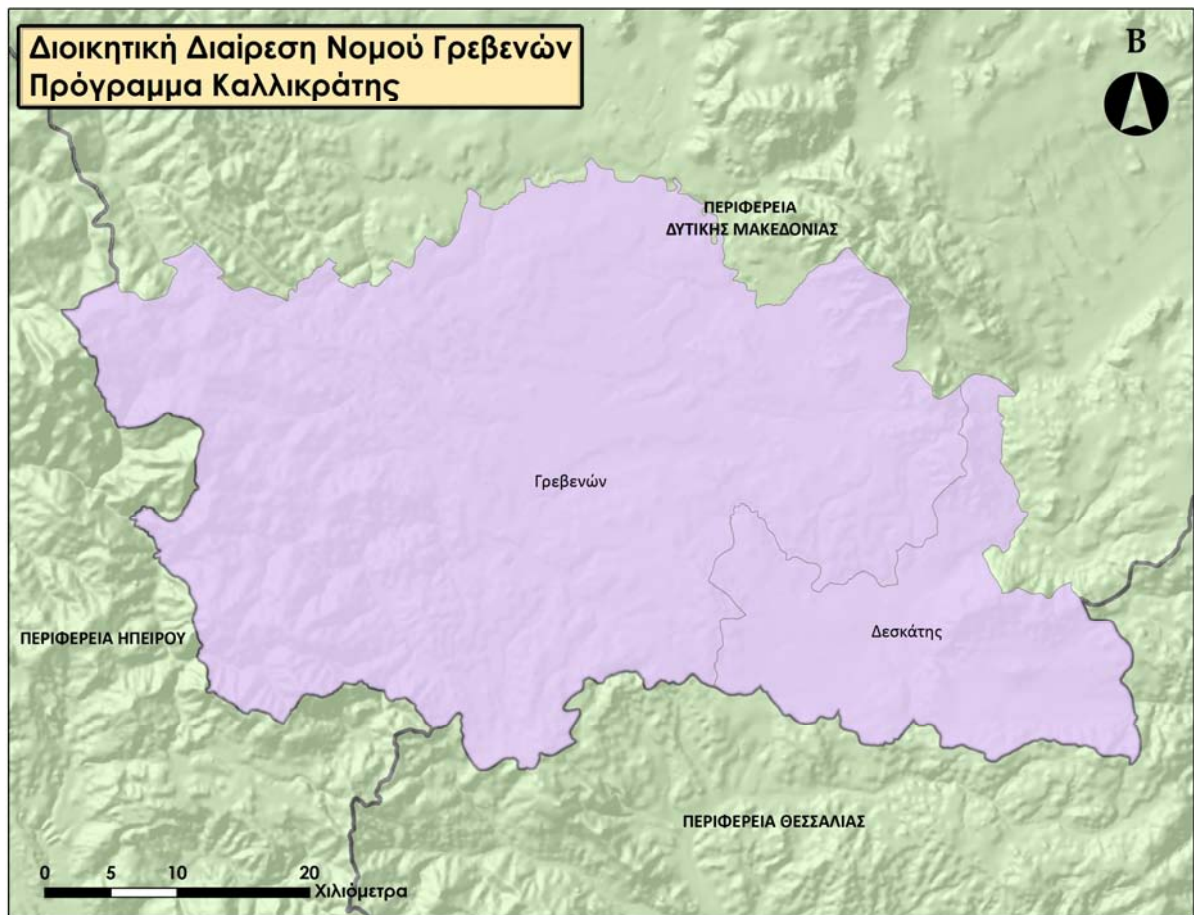 Διοικητική Διαίρεση Νομού Γρεβενών
Πρόγραμμα Καλλικράτης
Β
ΠΕΡΙΦΕΡΕΙΑ
ΔΥΤΙΚΗΣ ΜΑΚΕΔΟΝΙΑΣ
Γρεβενών
Δεσκάτης
ΠΕΡΙΦΕΡΕΙΑ ΗΠΕΙΡΟΥ
ΠΕΡΙΦΕΡΕΙΑ ΘΕΣΣΑΛΙΑΣ
0 5 10 20
Χιλιόμετρα